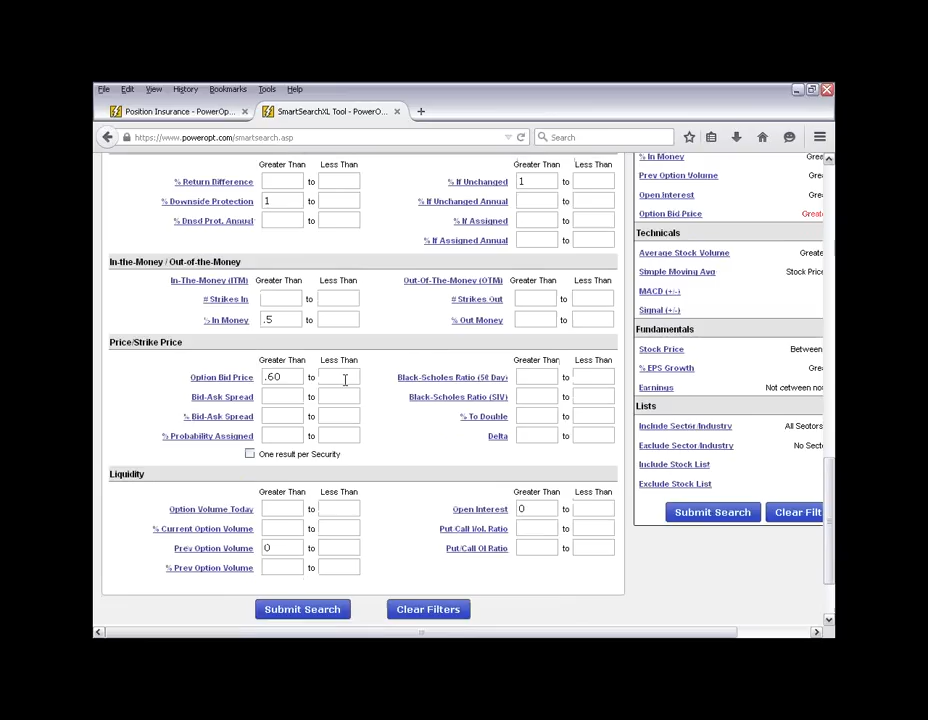 File Edit View History Bookmarks Tools Help
Position Insurance - PowerOp... × SmartSearchXL Tool - PowerO... × +
https://www.poweropt.com/smartsearch.asp Search
Greater Than Less Than Greater Than Less Than
% Return Difference to % If Unchanged 1 to
% Downside Protection 1 to % If Unchanged Annual to
% Dnsd Prot. Annual to % If Assigned to
% If Assigned Annual to
In-the-Money / Out-of-the-Money
In-The-Money (ITM) Greater Than Less Than Out-Of-The-Money (OTM) Greater Than Less Than
# Strikes In to # Strikes Out to
% In Money .5 to % Out Money to
Price/Strike Price
Greater Than Less Than Greater Than Less Than
Option Bid Price .60 to Black-Scholes Ratio (50 Day) to
Bid-Ask Spread to Black-Scholes Ratio (SIV) to
% Bid-Ask Spread to % To Double to
% Probability Assigned to Delta to
One result per Security
Liquidity
Greater Than Less Than Greater Than Less Than
Option Volume Today to Open Interest 0 to
% Current Option Volume to Put Call Vol. Ratio to
Prev Option Volume 0 to Put/Call OI Ratio to
% Prev Option Volume to
Submit Search Clear Filters
% In Money Grea
Prev Option Volume Gre
Open Interest Gre
Option Bid Price Great
Technicals
Average Stock Volume Greate
Simple Moving Avg Stock Price
MACD (+/-)
Signal (+/-)
Fundamentals
Stock Price Between
% EPS Growth Grea
Earnings Not between no
Lists
Include Sector/Industry All Sectors
Exclude Sector/Industry No Sect
Include Stock List
Exclude Stock List
Submit Search Clear Filt